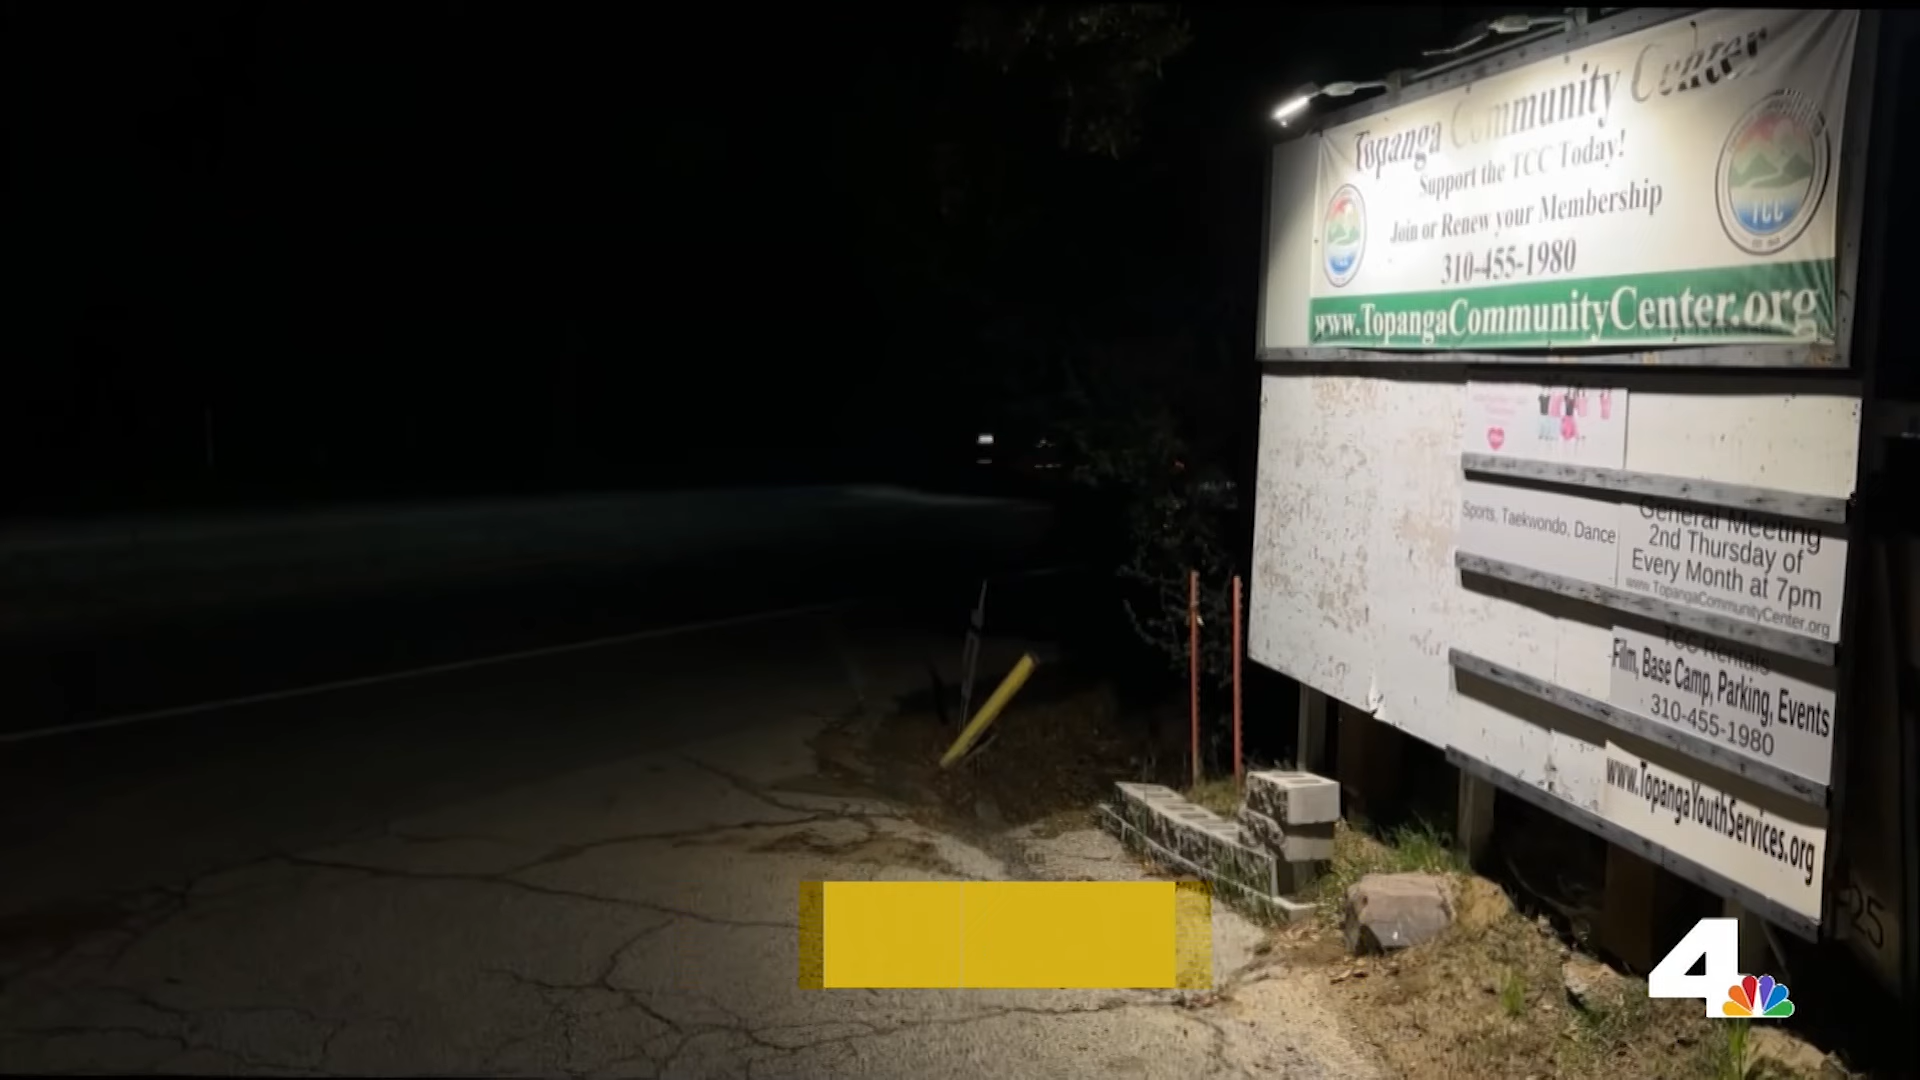 Topanga Community Center
Support the TCC Today!
Join or Renew your Membership
310-455-1980
www.TopangaCommunityCenter.org
TCC
Sports, Taekwondo, Dance
General Meeting
2nd Thursday of
Every Month at 7pm
www.TopangaCommunityCenter.org
TCC Rentals
Film, Base Camp, Parking, Events
310-455-1980
www.TopangaYouthServices.org
25
4